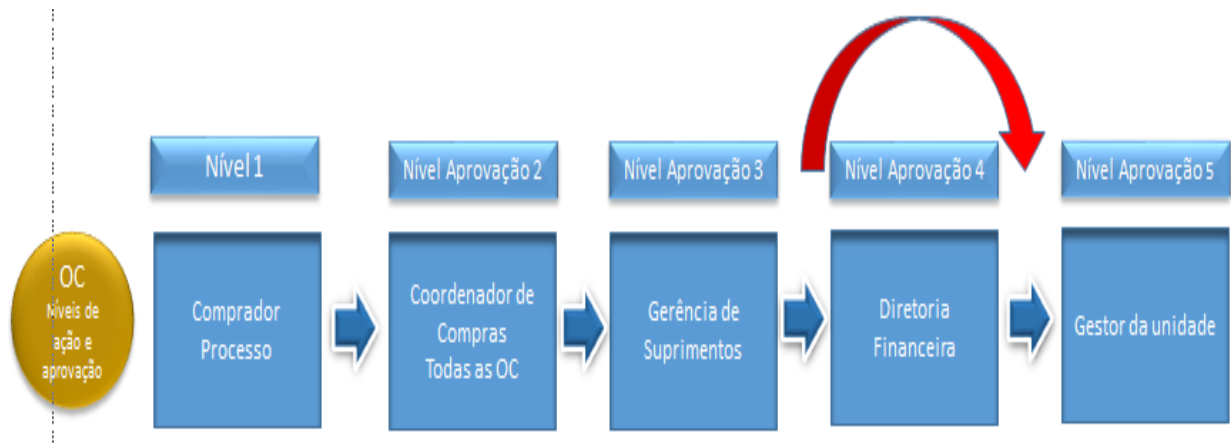 Nível 1
Nível Aprovação 2
Nível Aprovação 3
Nível Aprovação 4
Nível Aprovação 5
OC
Níveis de
ação e
aprovação
Comprador
Processo
Coordenador de
Compras
Todas as OC
Gerência de
Suprimentos
Diretoria
Financeira
Gestor da unidade